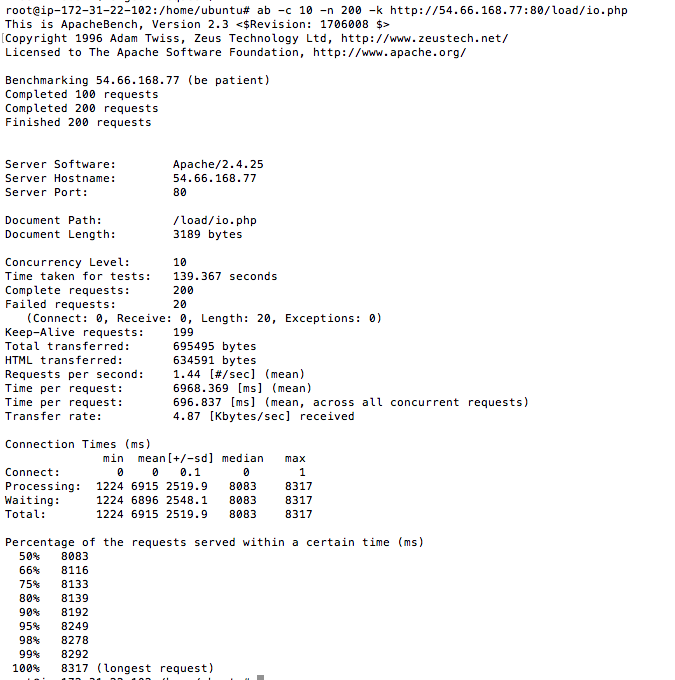 root@ip-172-31-22-102:/home/ubuntu# ab -c 10 -n 200 -k http://54.66.168.77:80/load/io.php
This is ApacheBench, Version 2.3 <$Revision: 1706008 $>
Copyright 1996 Adam Twiss, Zeus Technology Ltd, http://www.zeustech.net/
Licensed to The Apache Software Foundation, http://www.apache.org/

Benchmarking 54.66.168.77 (be patient)
Completed 100 requests
Completed 200 requests
Finished 200 requests


Server Software:        Apache/2.4.25
Server Hostname:        54.66.168.77
Server Port:            80

Document Path:          /load/io.php
Document Length:        3189 bytes

Concurrency Level:      10
Time taken for tests:   139.367 seconds
Complete requests:      200
Failed requests:        20
   (Connect: 0, Receive: 0, Length: 20, Exceptions: 0)
Keep-Alive requests:    199
Total transferred:      695495 bytes
HTML transferred:       634591 bytes
Requests per second:    1.44 [#/sec] (mean)
Time per request:       6968.369 [ms] (mean)
Time per request:       696.837 [ms] (mean, across all concurrent requests)
Transfer rate:          4.87 [Kbytes/sec] received

Connection Times (ms)
              min  mean[+/-sd] median   max
Connect:        0    0   0.1      0       1
Processing:  1224 6915 2519.9   8083    8317
Waiting:     1224 6896 2548.1   8083    8317
Total:       1224 6915 2519.9   8083    8317

Percentage of the requests served within a certain time (ms)
  50%   8083
  66%   8116
  75%   8133
  80%   8139
  90%   8192
  95%   8249
  98%   8278
  99%   8292
 100%   8317 (longest request)